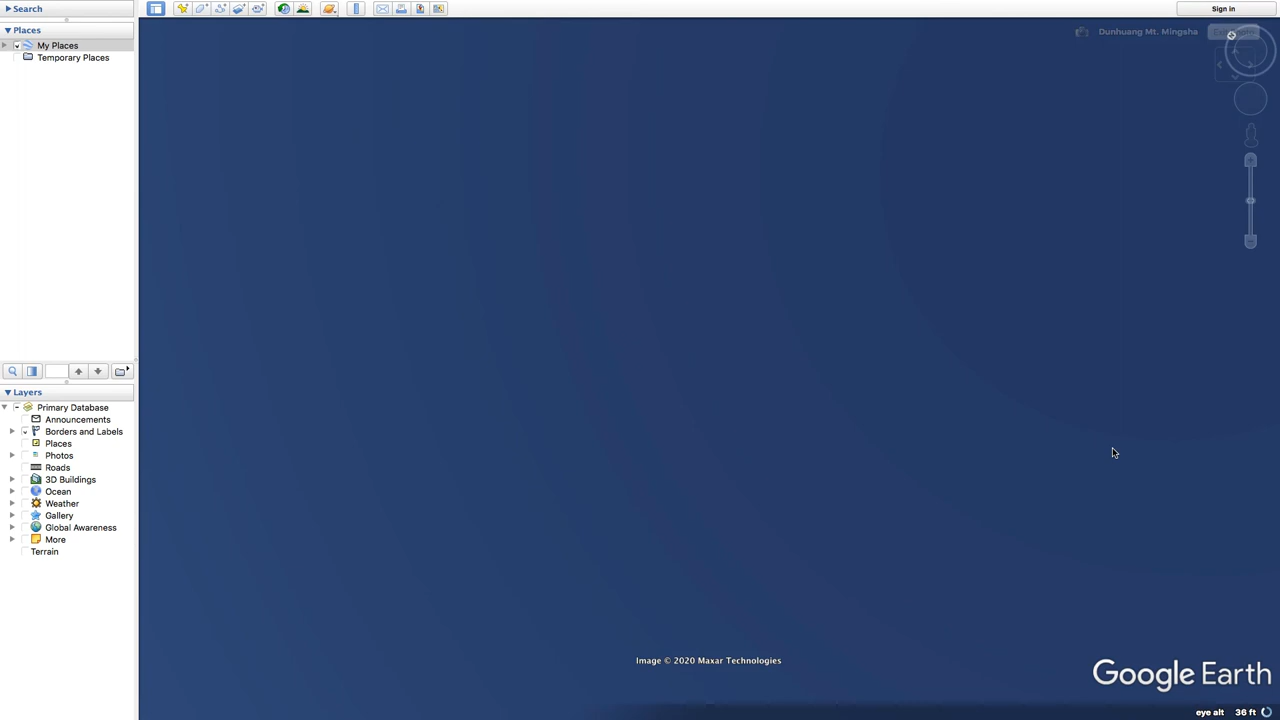 Search
Sign in
Places
My Places
Temporary Places
Dunhuang Mt. Mingsha
Layers
Primary Database
Announcements
Borders and Labels
Places
Photos
Roads
3D Buildings
Ocean
Weather
Gallery
Global Awareness
More
Terrain
Image © 2020 Maxar Technologies
Google Earth
eye alt 36 ft